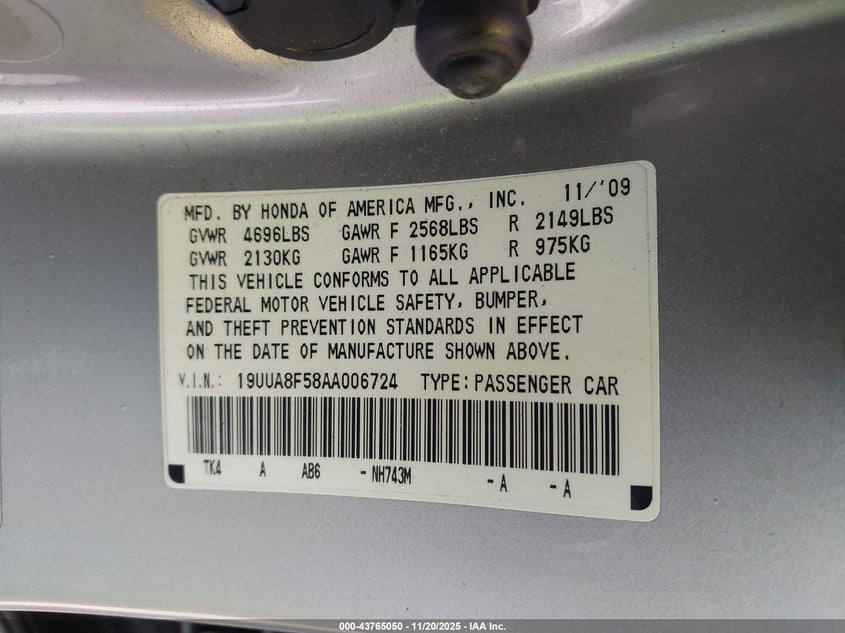 MFD. BY HONDA OF AMERICA MFG., INC. 11/'09
GVWR 4696LBS GAWR F 2568LBS R 2149LBS
GVWR 2130KG GAWR F 1165KG R 975KG
THIS VEHICLE CONFORMS TO ALL APPLICABLE
FEDERAL MOTOR VEHICLE SAFETY, BUMPER,
AND THEFT PREVENTION STANDARDS IN EFFECT
ON THE DATE OF MANUFACTURE SHOWN ABOVE.
V.I.N.: 19UUA8F58AA006724 TYPE: PASSENGER CAR
TK4 A AB6 -NH743M -A -A
000-43765050 - 11/20/2025 - IAA Inc.